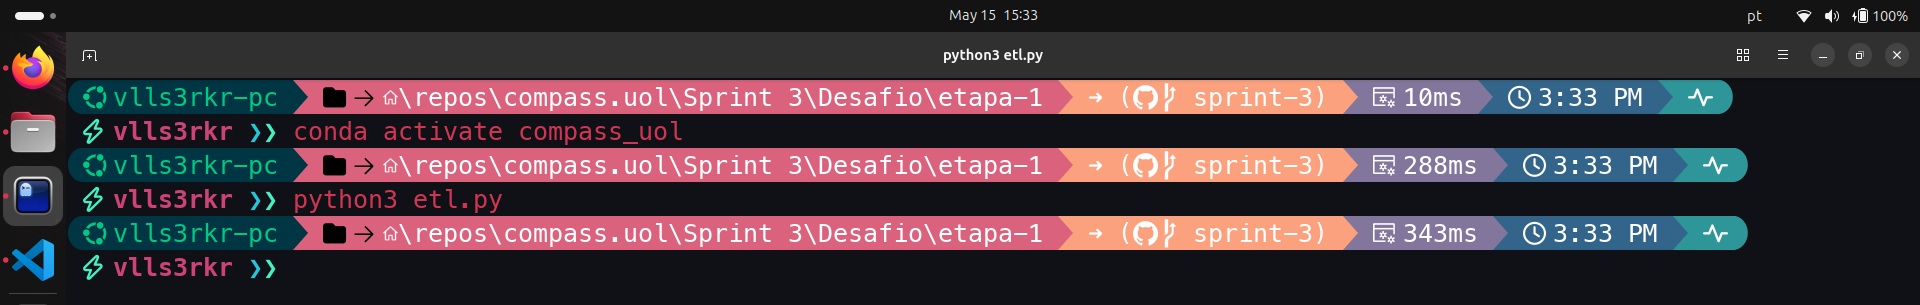 May 15 15:33
pt 100%
python3 etl.py
vlls3rkr-pc → \repos\compass.uol\Sprint 3\Desafio\etapa-1 → ( sprint-3) 10ms 3:33 PM
vlls3rkr ❯❯ conda activate compass_uol
vlls3rkr-pc → \repos\compass.uol\Sprint 3\Desafio\etapa-1 → ( sprint-3) 288ms 3:33 PM
vlls3rkr ❯❯ python3 etl.py
vlls3rkr-pc → \repos\compass.uol\Sprint 3\Desafio\etapa-1 → ( sprint-3) 343ms 3:33 PM
vlls3rkr ❯❯